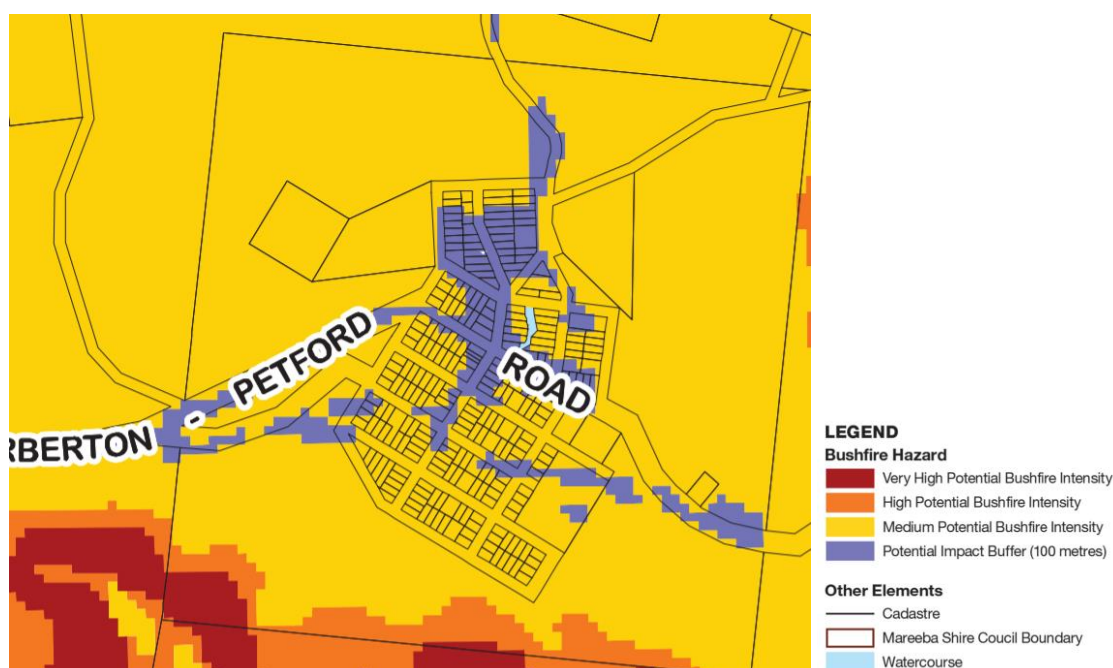 RBERTON - PETFORD ROAD
LEGEND
Bushfire Hazard
Very High Potential Bushfire Intensity
High Potential Bushfire Intensity
Medium Potential Bushfire Intensity
Potential Impact Buffer (100 metres)
Other Elements
Cadastre
Mareeba Shire Coucil Boundary
Watercourse